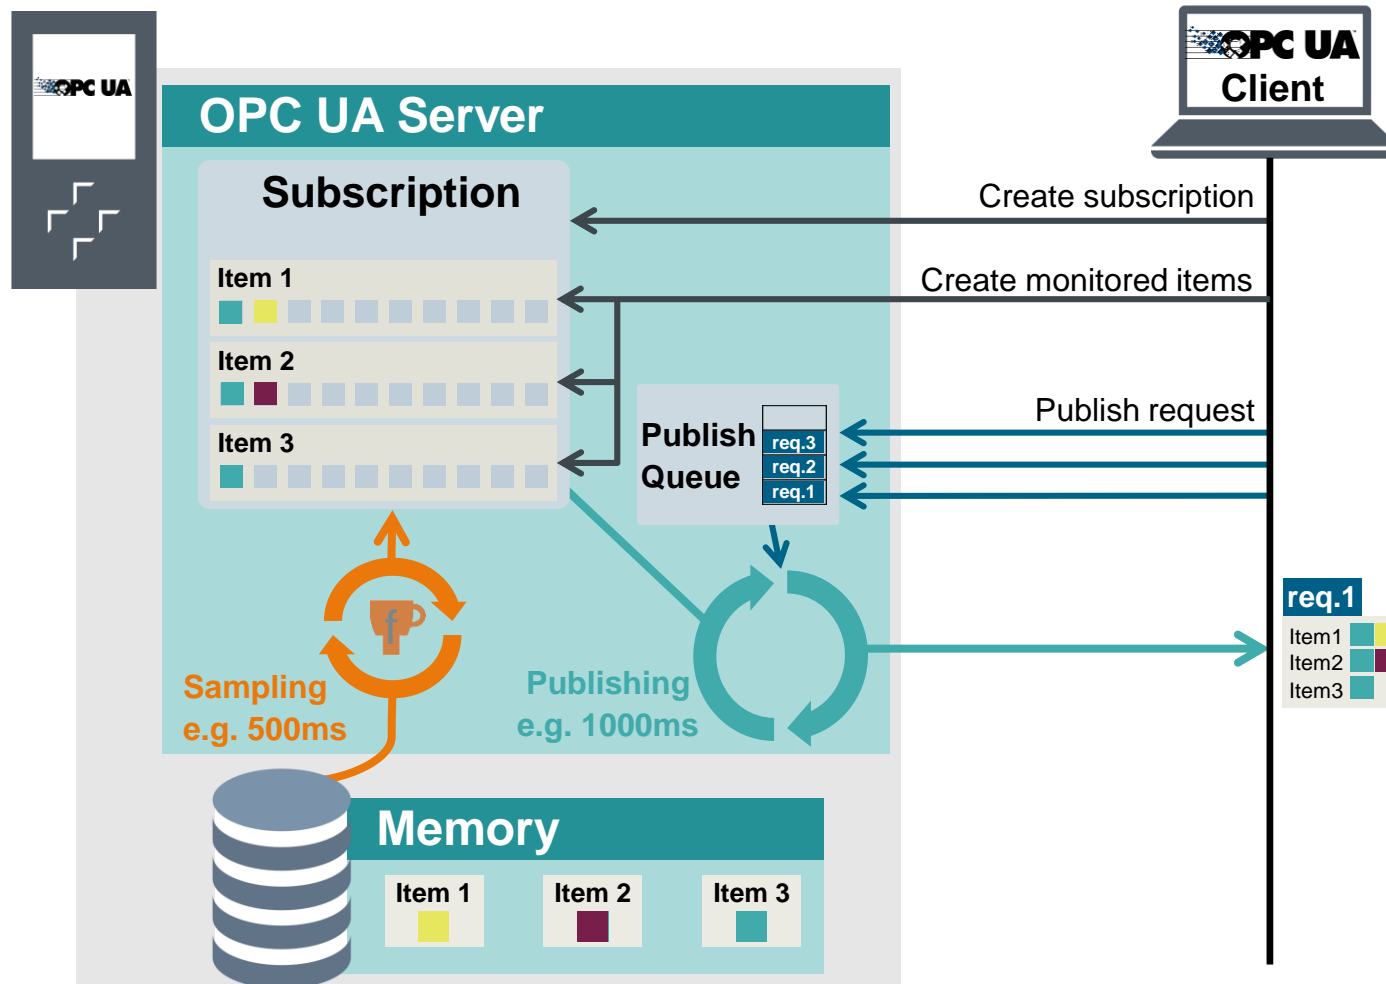 OPC UA
OPC UA
Client
OPC UA Server
Subscription
Create subscription
Item 1
Create monitored items
Item 2
Item 3
Publish request
Publish
Queue
req.3
req.2
req.1
f
Sampling
e.g. 500ms
Publishing
e.g. 1000ms
req.1
Item1
Item2
Item3
Memory
Item 1
Item 2
Item 3